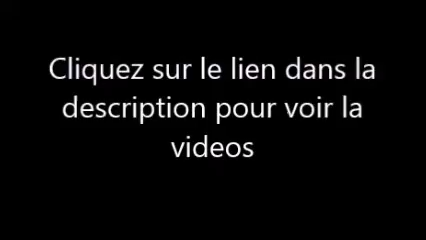 Cliquez sur le lien dans la
description pour voir la
videos